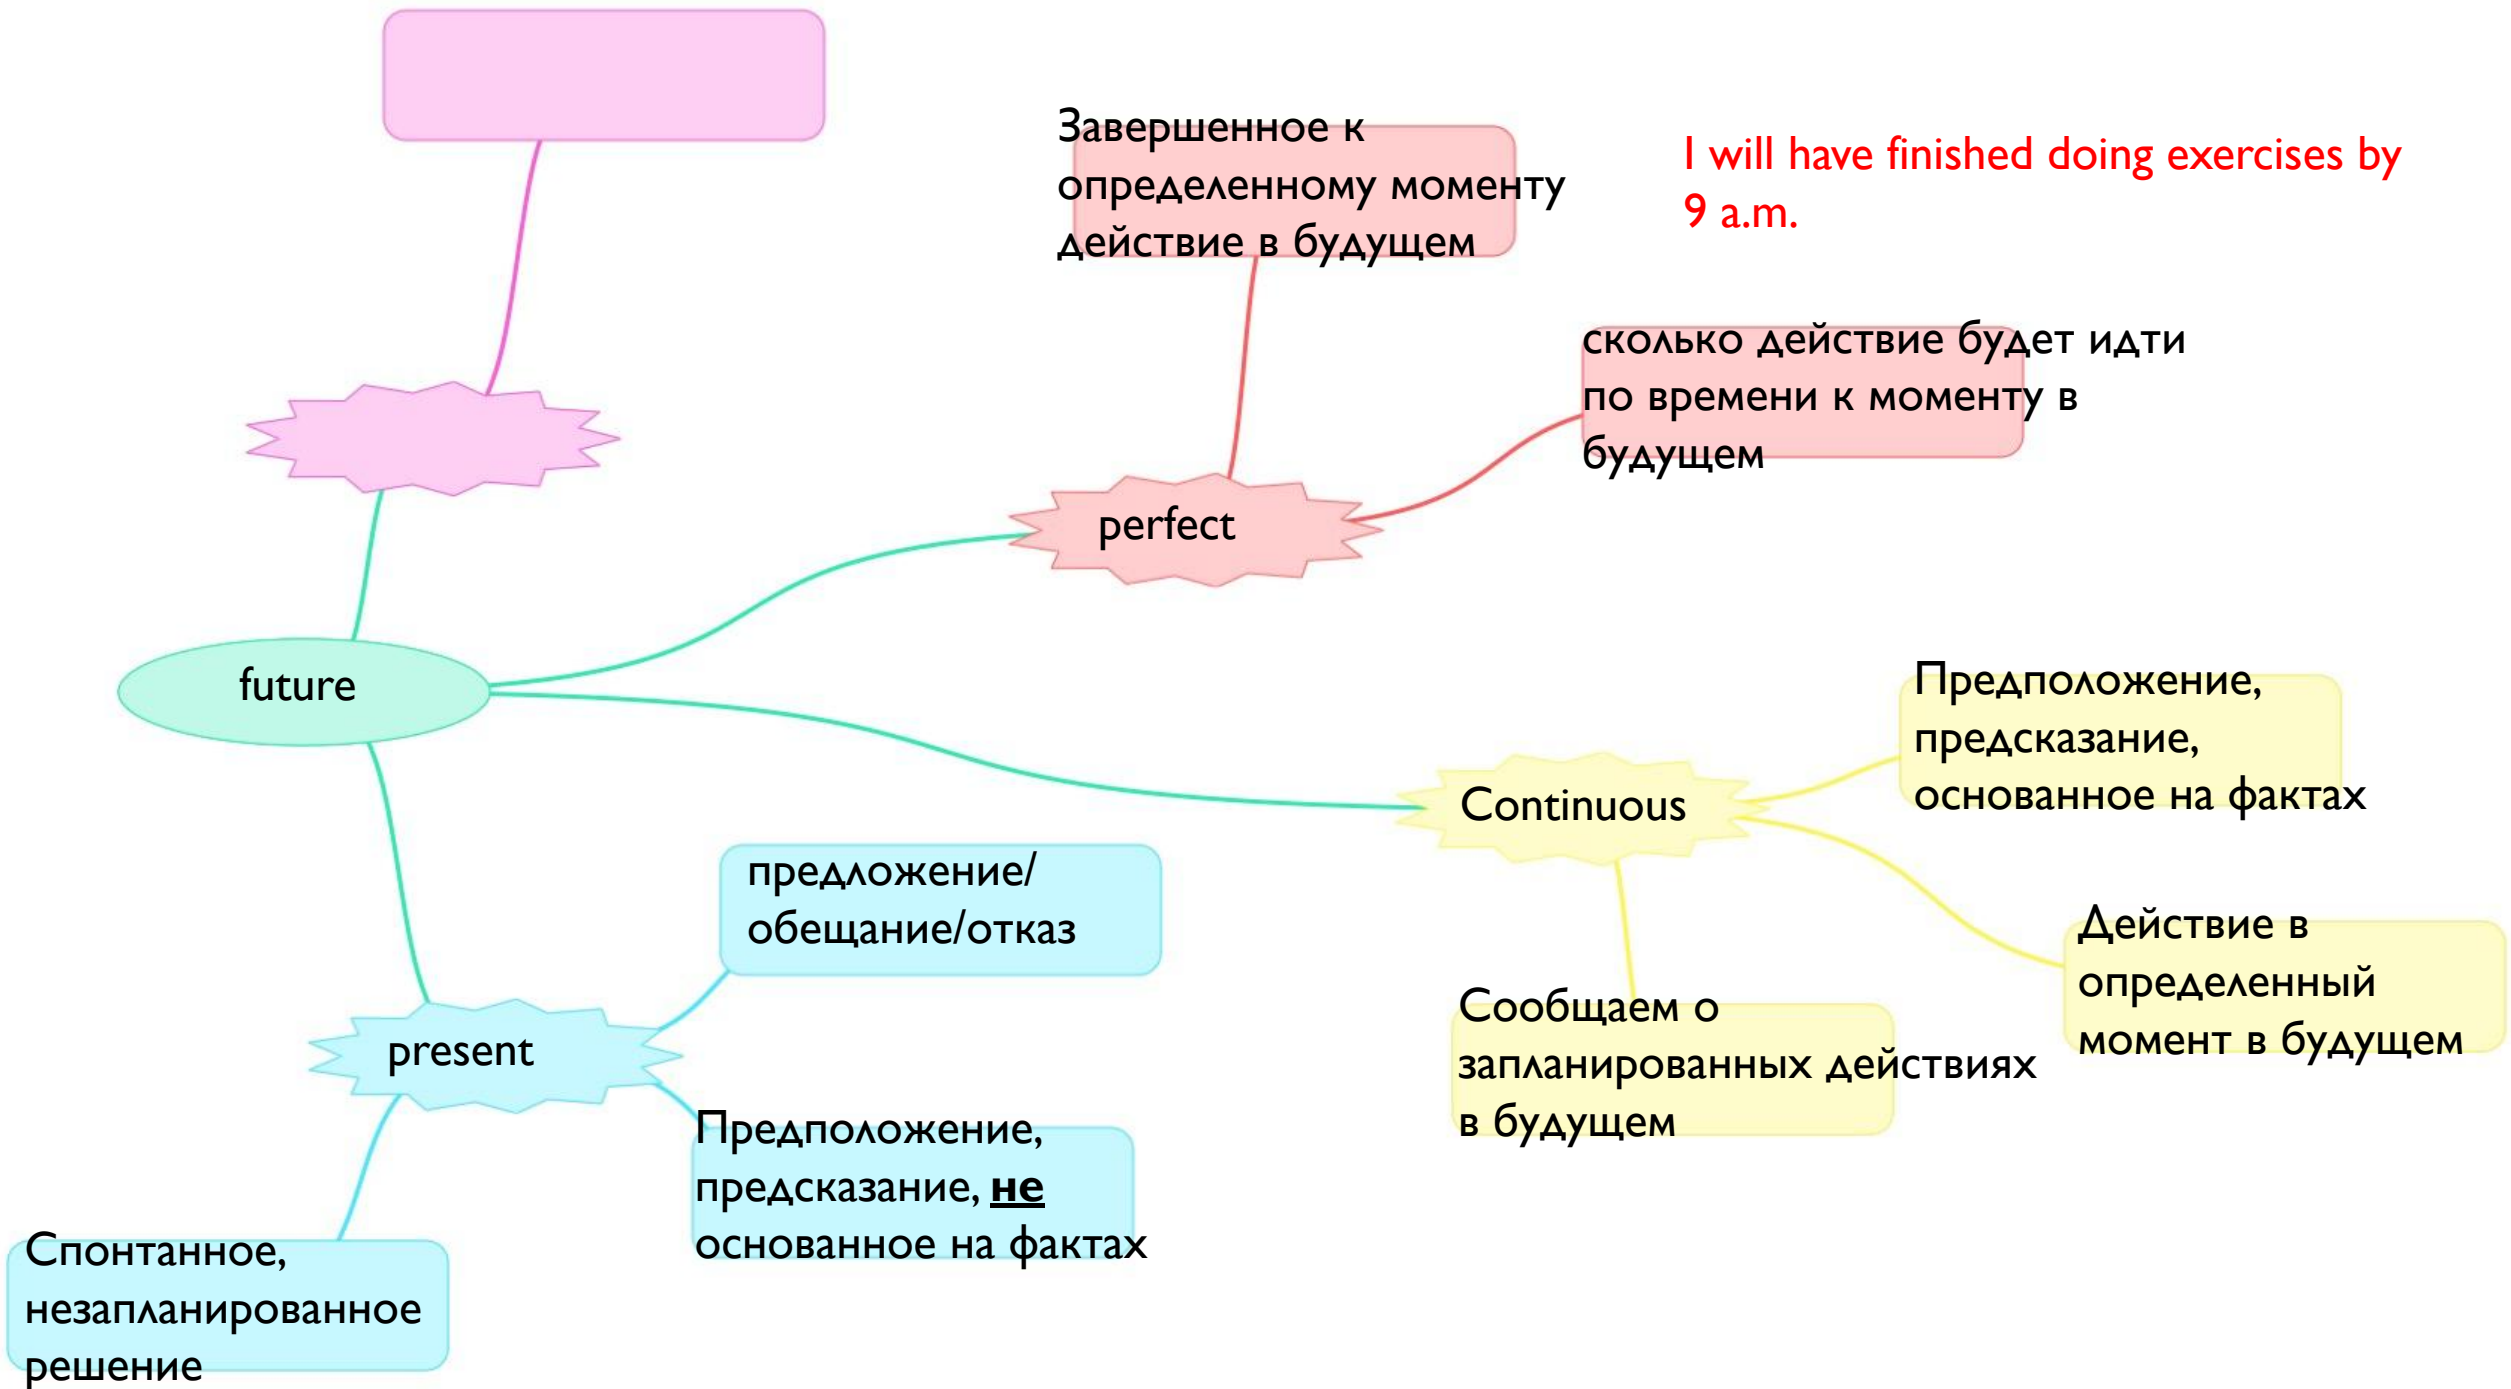 Завершенное к
определенному моменту
действие в будущем
I will have finished doing exercises by
9 a.m.
сколько действие будет идти
по времени к моменту в
будущем
perfect
future
Предположение,
предсказание,
основанное на фактах
Continuous
предложение/
обещание/отказ
Действие в
определенный
момент в будущем
Сообщаем о
запланированных действиях
в будущем
present
Предположение,
предсказание, не
основанное на фактах
Спонтанное,
незапланированное
решение